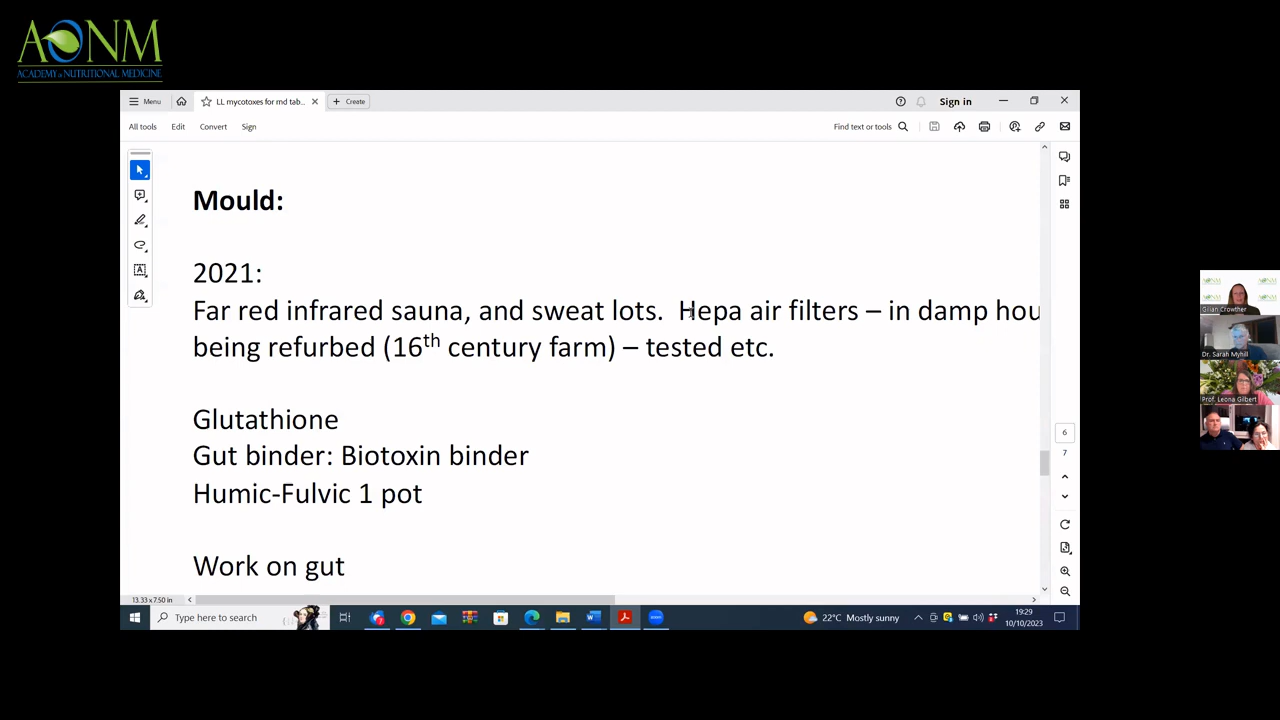 AONM
ACADEMY of NUTRITIONAL MEDICINE
Menu
LL mycotoxes for md tab...
Create
Sign in
All tools
Edit
Convert
Sign
Find text or tools
Mould:
2021:
Far red infrared sauna, and sweat lots. Hepa air filters – in damp hou
being refurbed (16th century farm) – tested etc.
Glutathione
Gut binder: Biotoxin binder
Humic-Fulvic 1 pot
Work on gut
6
7
13.33 x 7.50 in
Type here to search
22°C Mostly sunny
19:29
10/10/2023
Gilian Crowther
Dr. Sarah Myhill
Prof. Leona Gilbert